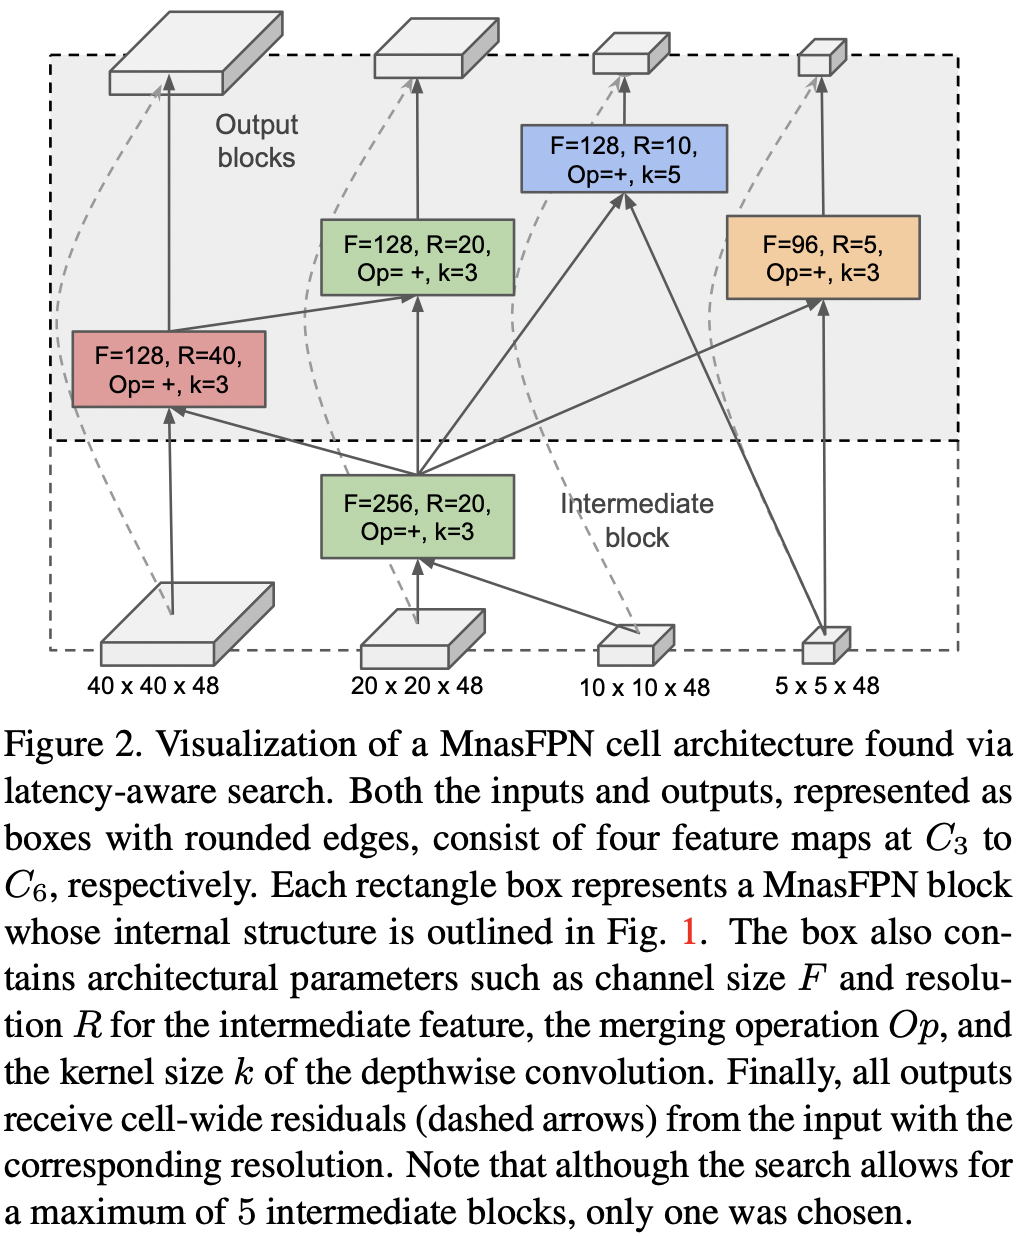 Output
blocks
F=128, R=10,
Op=+, k=5
F=128, R=20,
Op= +, k=3
F=96, R=5,
Op=+, k=3
F=128, R=40,
Op= +, k=3
F=256, R=20,
Op=+, k=3
Intermediate
block
40 x 40 x 48
20 x 20 x 48
10 x 10 x 48
5 x 5 x 48
Figure 2. Visualization of a MnasFPN cell architecture found via
latency-aware search. Both the inputs and outputs, represented as
boxes with rounded edges, consist of four feature maps at C₃ to
C₆, respectively. Each rectangle box represents a MnasFPN block
whose internal structure is outlined in Fig. 1. The box also con-
tains architectural parameters such as channel size F and resolu-
tion R for the intermediate feature, the merging operation Op, and
the kernel size k of the depthwise convolution. Finally, all outputs
receive cell-wide residuals (dashed arrows) from the input with the
corresponding resolution. Note that although the search allows for
a maximum of 5 intermediate blocks, only one was chosen.